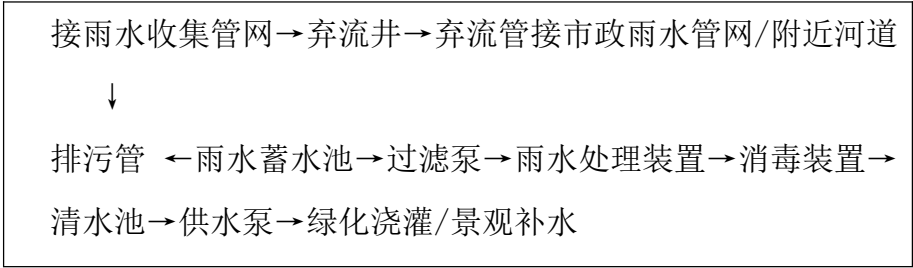 接雨水收集管网→弃流井→弃流管接市政雨水管网/附近河道
↓
排污管 ←雨水蓄水池→过滤泵→雨水处理装置→消毒装置→
清水池→供水泵→绿化浇灌/景观补水